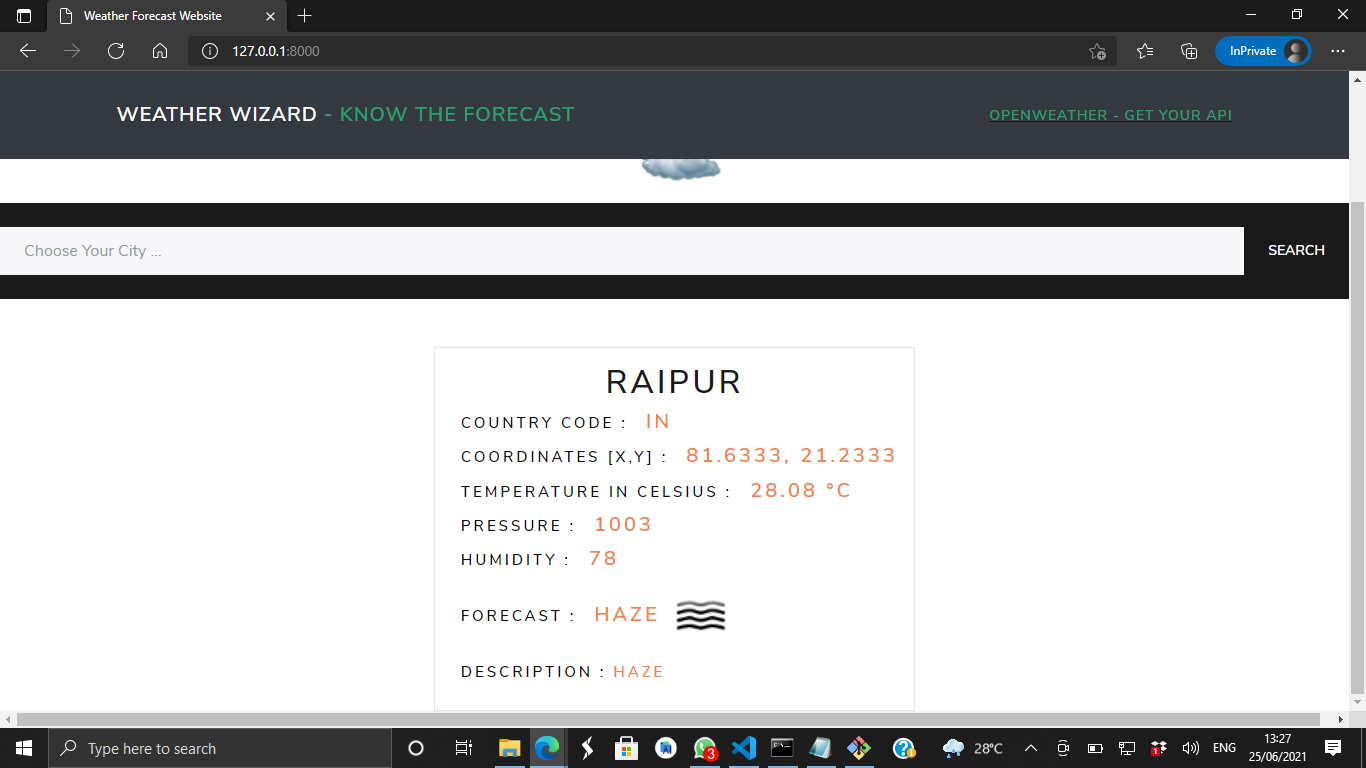 Weather Forecast Website
127.0.0.1:8000
InPrivate
WEATHER WIZARD - KNOW THE FORECAST
OPENWEATHER - GET YOUR API
Choose Your City ...
SEARCH
RAIPUR
COUNTRY CODE : IN
COORDINATES [X,Y] : 81.6333, 21.2333
TEMPERATURE IN CELSIUS : 28.08 °C
PRESSURE : 1003
HUMIDITY : 78
FORECAST : HAZE
DESCRIPTION : HAZE
Type here to search
3
28°C
1
ENG
13:27
25/06/2021